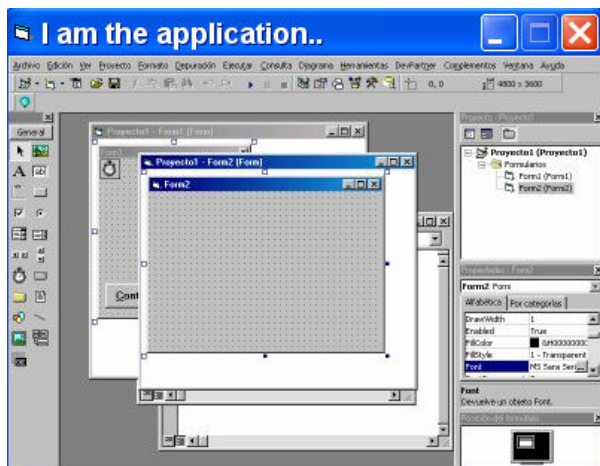 I am the application..
Archivo Edición Ver Proyecto Formato Depuración Ejecutar Consulta Diagrama Herramientas DevPartner Complementos Ventana Ayuda
0,0 4800 x 3600
Proyecto - Proyecto1
General
Proyecto1 - Form1 (Form)
Form1
Proyecto1 (Proyecto1)
Formularios
Form1 (Form1)
Form2 (Form2)
Proyecto1 - Form2 (Form)
Form2
Propiedades - Form2
Form2 Form
Alfabética Por categorías
DrawWidth 1
Enabled True
FillColor
FillStyle 1 - Transparent
Font MS Sans Seri...
Font
Devuelve un objeto Font.
Posición del formulario
Cont